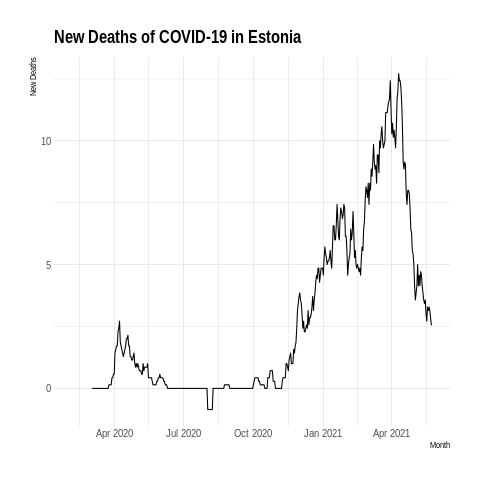 New Deaths of COVID-19 in Estonia
New Deaths
10
5
0
Apr 2020 Jul 2020 Oct 2020 Jan 2021 Apr 2021
Month